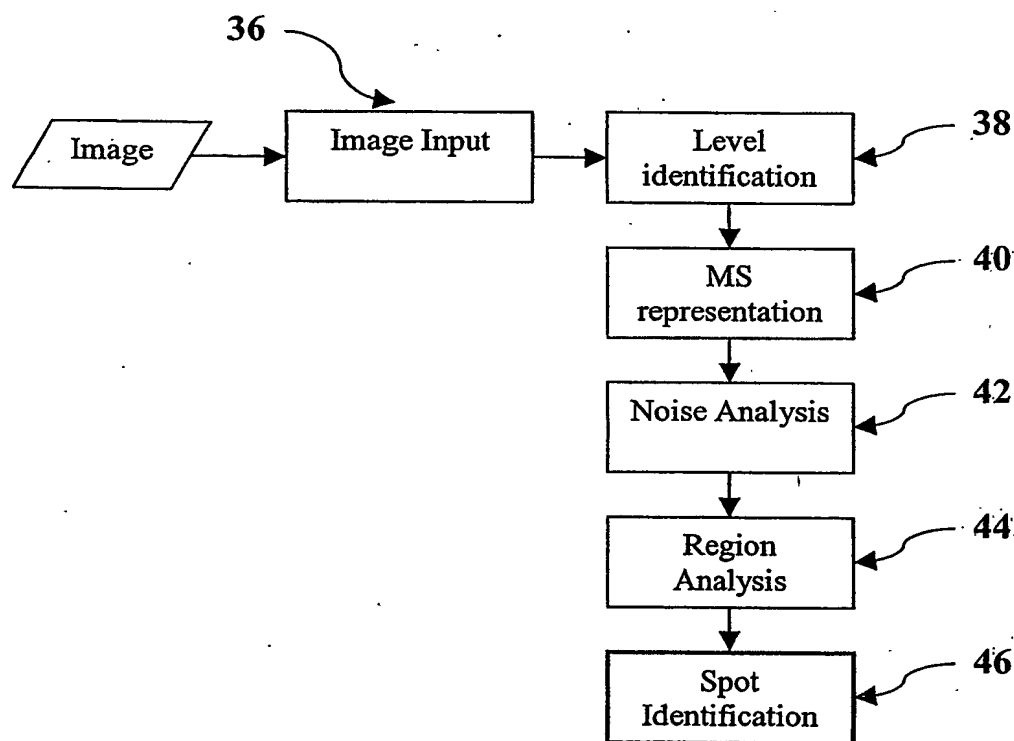 36
Image
Image Input
Level
identification
38
MS
representation
40
Noise Analysis
42
Region
Analysis
44
Spot
Identification
46